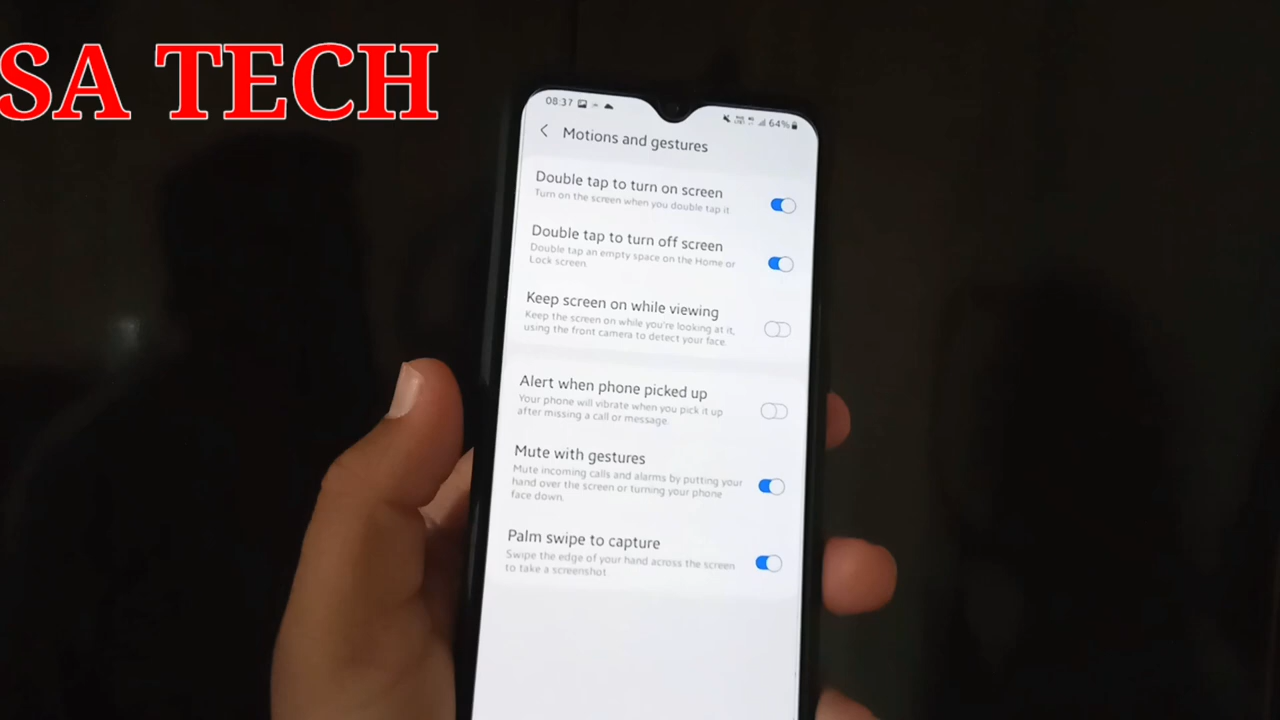 SA TECH
08:37
64%
Motions and gestures
Double tap to turn on screen
Turn on the screen when you double tap it
Double tap to turn off screen
Double tap an empty space on the Home or
Lock screen.
Keep screen on while viewing
Keep the screen on while you're looking at it,
using the front camera to detect your face.
Alert when phone picked up
Your phone will vibrate when you pick it up
after missing a call or message.
Mute with gestures
Mute incoming calls and alarms by putting your
hand over the screen or turning your phone
face down.
Palm swipe to capture
Swipe the edge of your hand across the screen
to take a screenshot